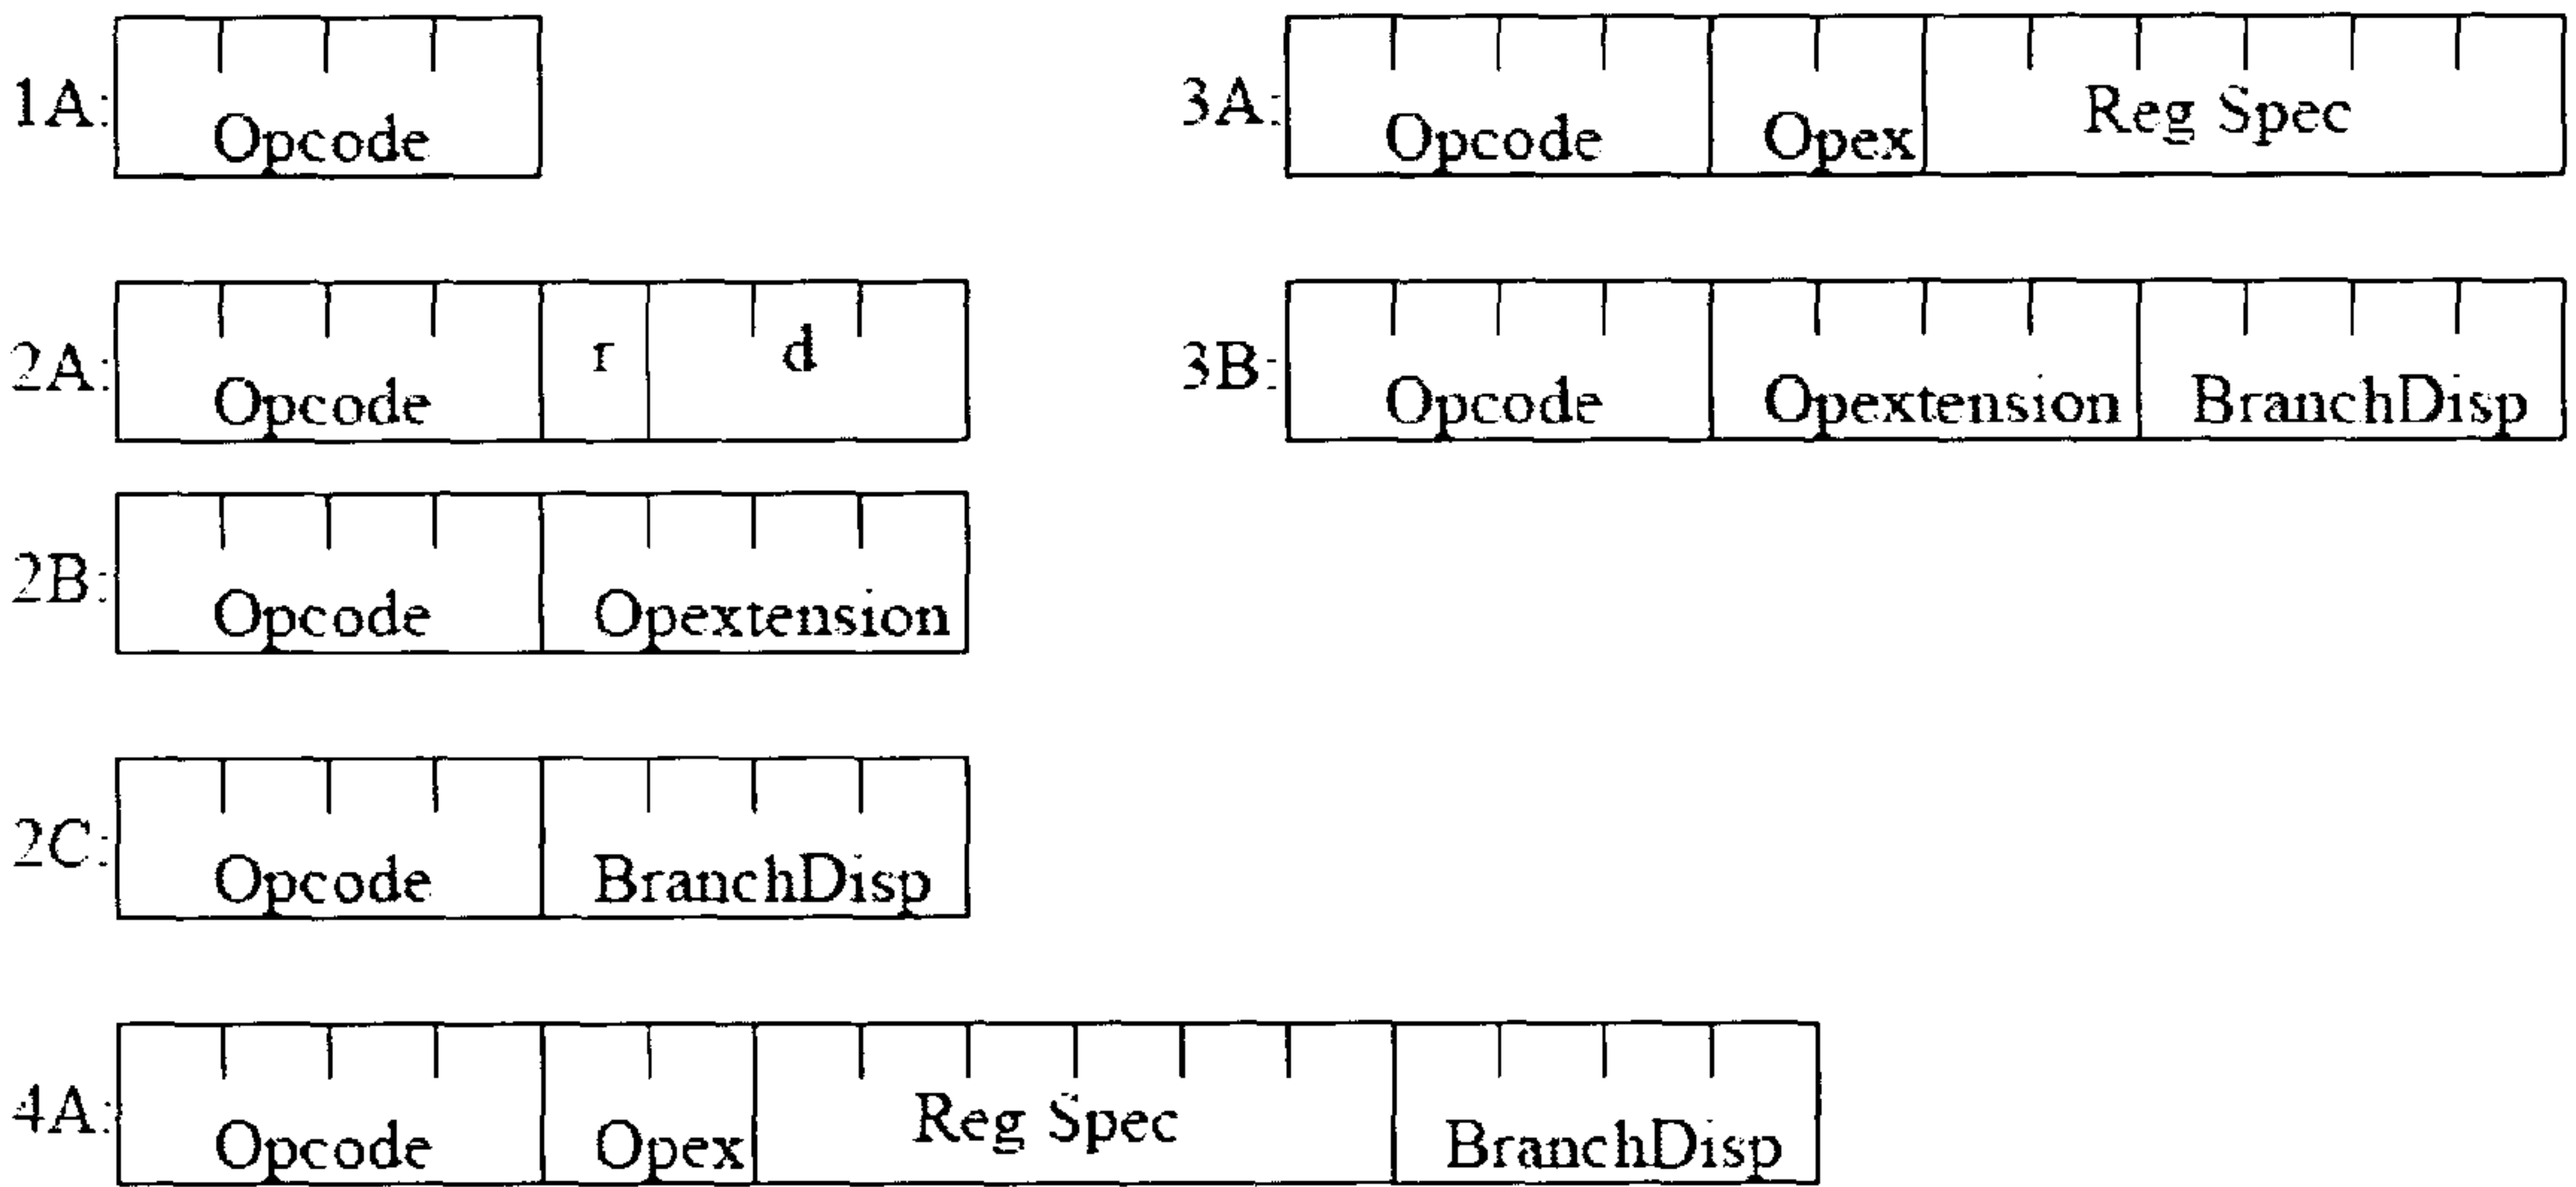 1A: Opcode
3A: Opcode Opex Reg Spec
2A: Opcode r d
3B: Opcode Opextension BranchDisp
2B: Opcode Opextension
2C: Opcode BranchDisp
4A: Opcode Opex Reg Spec BranchDisp